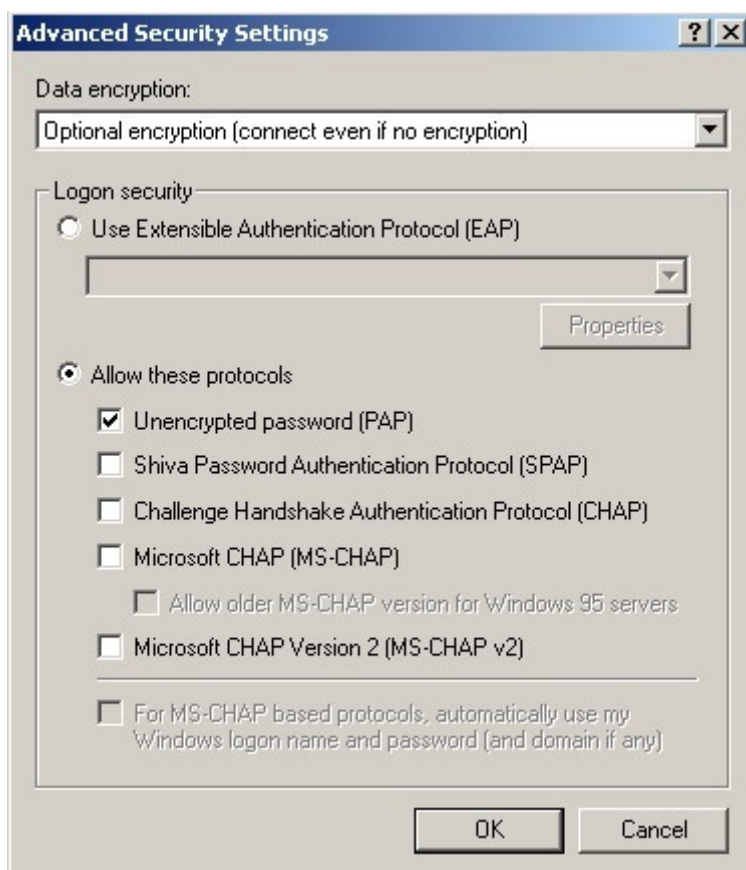 Advanced Security Settings
Data encryption:
Optional encryption (connect even if no encryption)
Logon security
Use Extensible Authentication Protocol (EAP)
Properties
Allow these protocols
Unencrypted password (PAP)
Shiva Password Authentication Protocol (SPAP)
Challenge Handshake Authentication Protocol (CHAP)
Microsoft CHAP (MS-CHAP)
Allow older MS-CHAP version for Windows 95 servers
Microsoft CHAP Version 2 (MS-CHAP v2)
For MS-CHAP based protocols, automatically use my
Windows logon name and password (and domain if any)
OK Cancel